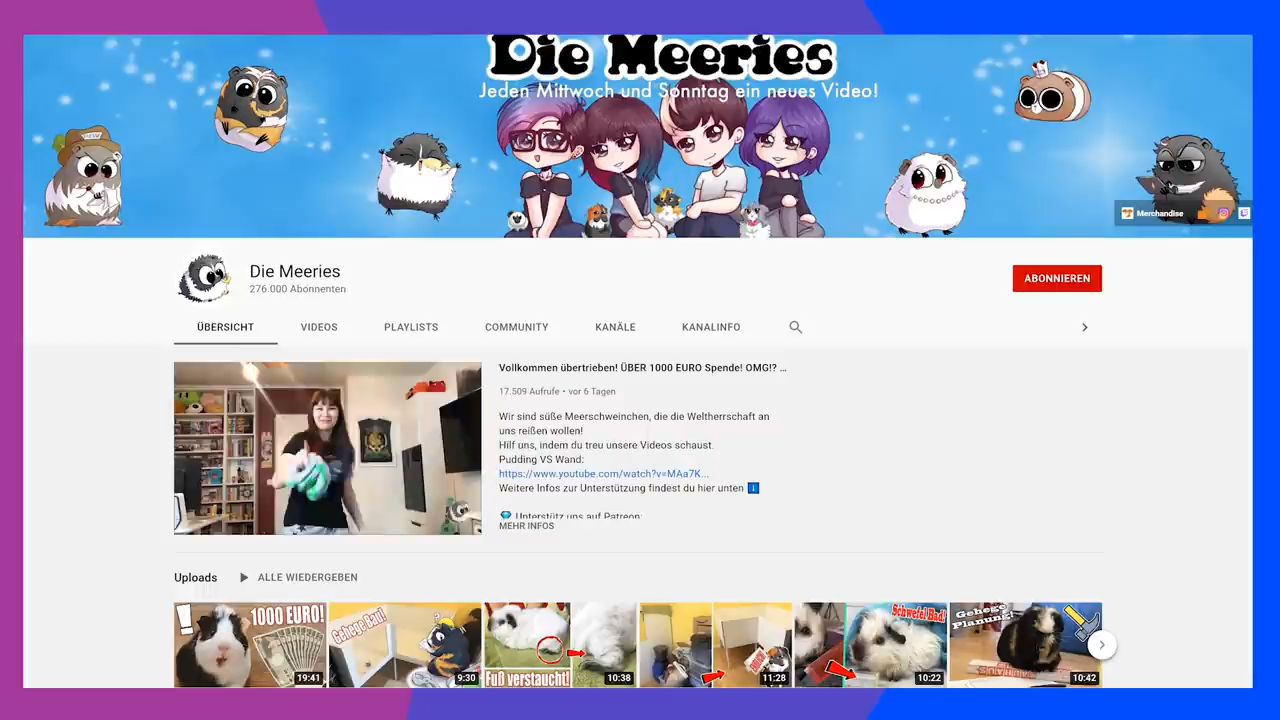 Die Meeries
Jeden Mittwoch und Sonntag ein neues Video!
Merchandise
Die Meeries
276.000 Abonnenten
ABONNIEREN
ÜBERSICHT VIDEOS PLAYLISTS COMMUNITY KANÄLE KANALINFO
Vollkommen übertrieben! ÜBER 1000 EURO Spende! OMG!? ...
17.509 Aufrufe • vor 6 Tagen
Wir sind süße Meerschweinchen, die die Weltherrschaft an
uns reißen wollen!
Hilf uns, indem du treu unsere Videos schaust.
Pudding VS Wand:
https://www.youtube.com/watch?v=MAa7K...
Weitere Infos zur Unterstützung findest du hier unten
Unterstütz uns auf Patreon:
MEHR INFOS
Uploads ALLE WIEDERGEBEN
! 1000 EURO!
19:41
Gehege Bau!
9:30
Fuß verstaucht!
10:38
11:28
Schwefel Bad!
10:22
Gehege
Planung!
10:42